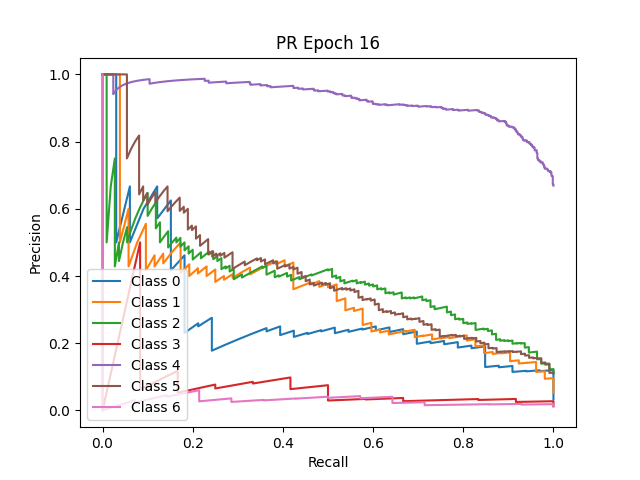 PR Epoch 16
1.0
0.8
0.6
0.4
0.2
0.0
Precision
Class 0
Class 1
Class 2
Class 3
Class 4
Class 5
Class 6
0.0 0.2 0.4 0.6 0.8 1.0
Recall